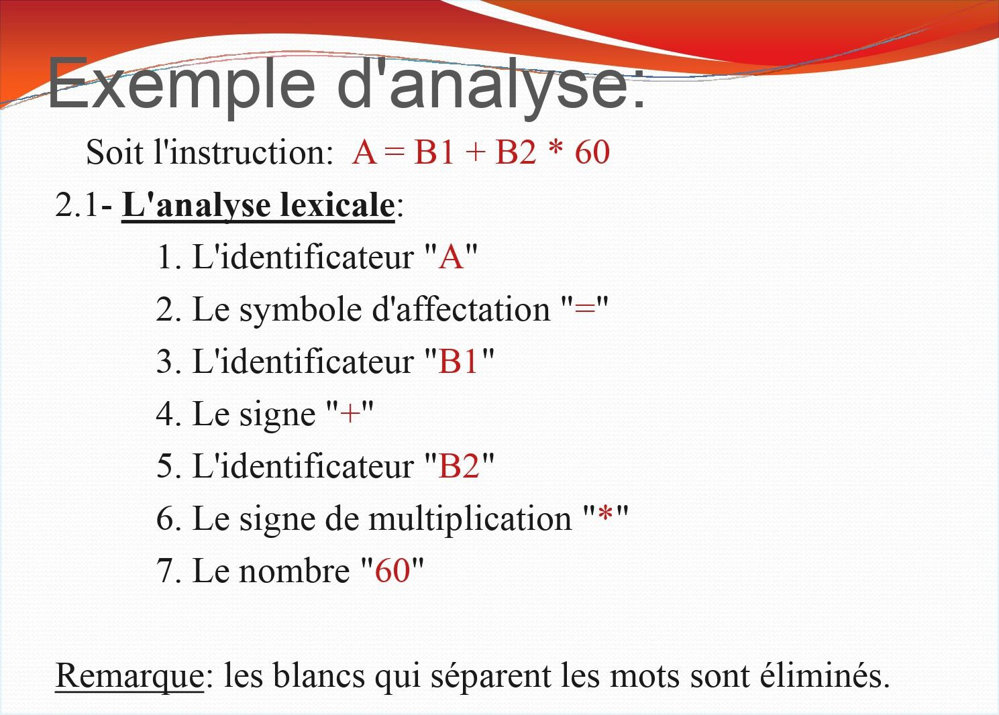 Exemple d'analyse:
Soit l'instruction: A = B1 + B2 * 60
2.1- L'analyse lexicale:
1. L'identificateur "A"
2. Le symbole d'affectation "="
3. L'identificateur "B1"
4. Le signe "+"
5. L'identificateur "B2"
6. Le signe de multiplication "*"
7. Le nombre "60"
Remarque: les blancs qui séparent les mots sont éliminés.